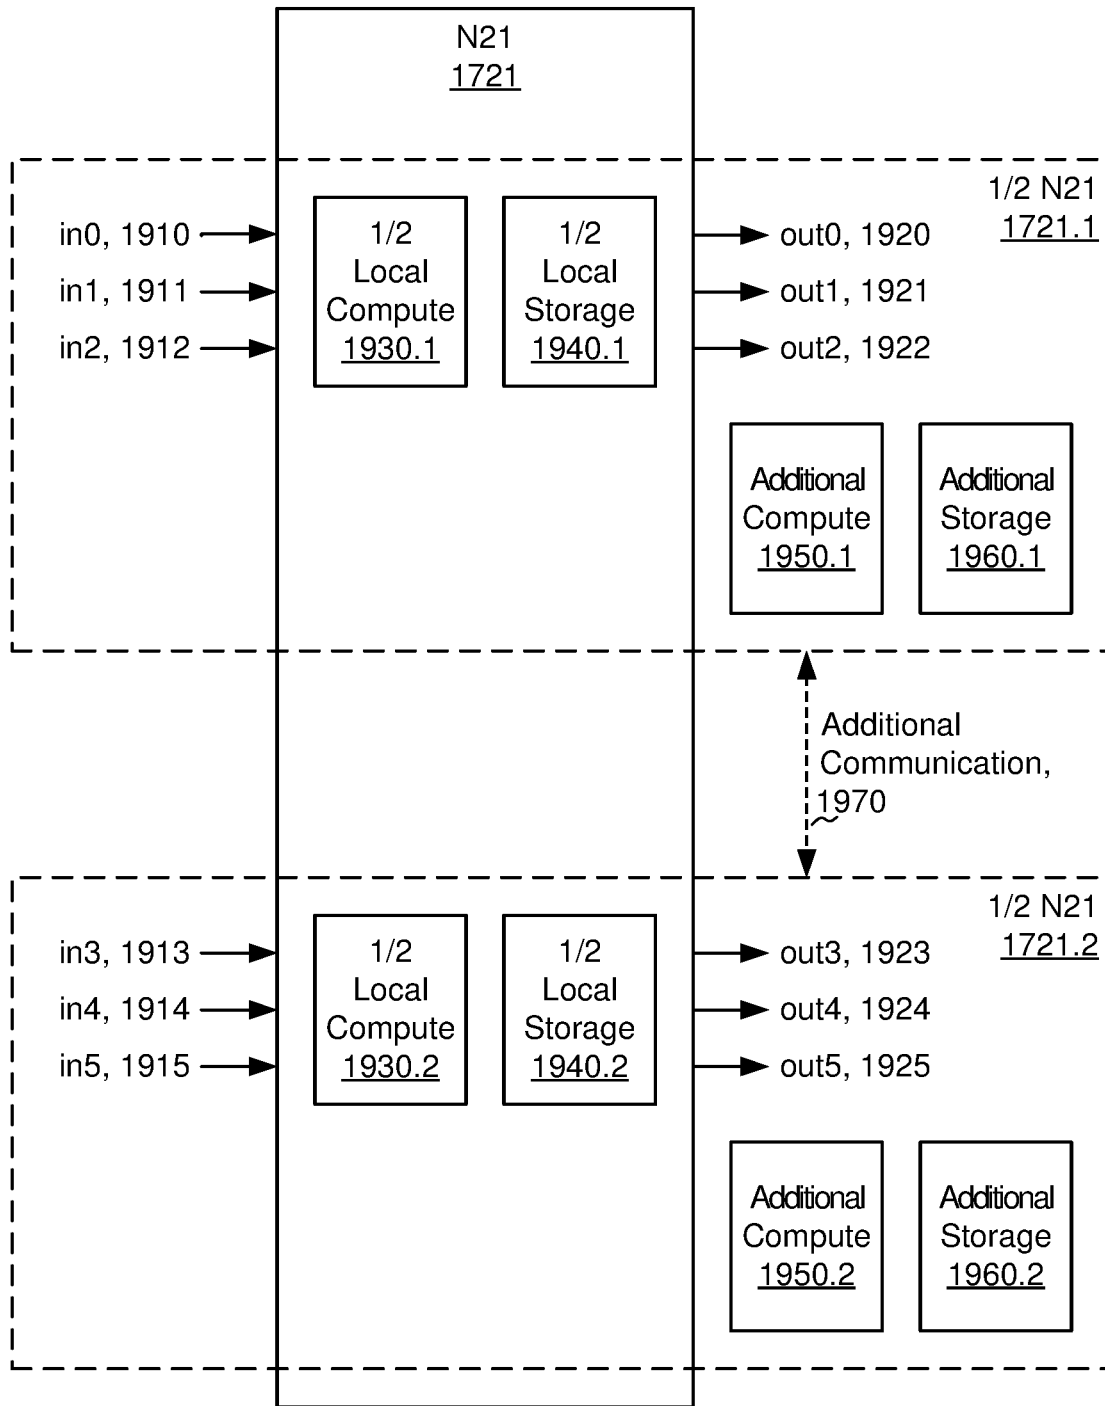 N21
1721
1/2 N21
1721.1
in0, 1910
in1, 1911
in2, 1912
1/2
Local
Compute
1930.1
1/2
Local
Storage
1940.1
out0, 1920
out1, 1921
out2, 1922
Additional
Compute
1950.1
Additional
Storage
1960.1
Additional
Communication,
1970
1/2 N21
1721.2
in3, 1913
in4, 1914
in5, 1915
1/2
Local
Compute
1930.2
1/2
Local
Storage
1940.2
out3, 1923
out4, 1924
out5, 1925
Additional
Compute
1950.2
Additional
Storage
1960.2